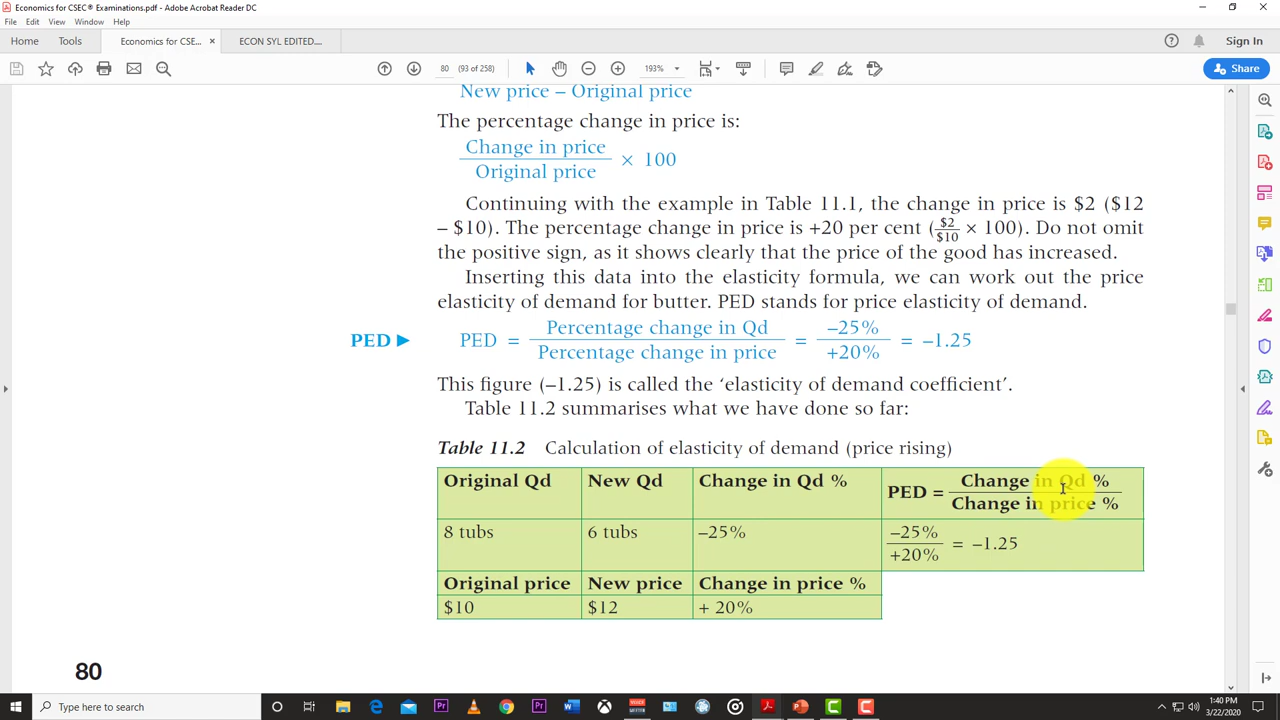 Economics for CSEC® Examinations.pdf - Adobe Acrobat Reader DC
File Edit View Window Help
Home Tools Economics for CSE... × ECON SYL EDITED.... Sign In
80 (93 of 258) 193% Share
New price – Original price
The percentage change in price is:
Change in price
Original price
× 100
Continuing with the example in Table 11.1, the change in price is $2 ($12
– $10). The percentage change in price is +20 per cent ($2/$10 × 100). Do not omit
the positive sign, as it shows clearly that the price of the good has increased.
Inserting this data into the elasticity formula, we can work out the price
elasticity of demand for butter. PED stands for price elasticity of demand.
PED ► PED = Percentage change in Qd / Percentage change in price = –25% / +20% = –1.25
This figure (–1.25) is called the ‘elasticity of demand coefficient’.
Table 11.2 summarises what we have done so far:
Table 11.2 Calculation of elasticity of demand (price rising)
Original Qd New Qd Change in Qd % PED = Change in Qd % / Change in price %
8 tubs 6 tubs –25% –25% / +20% = –1.25
Original price New price Change in price %
$10 $12 + 20%
80
Type here to search
1:40 PM
3/22/2020